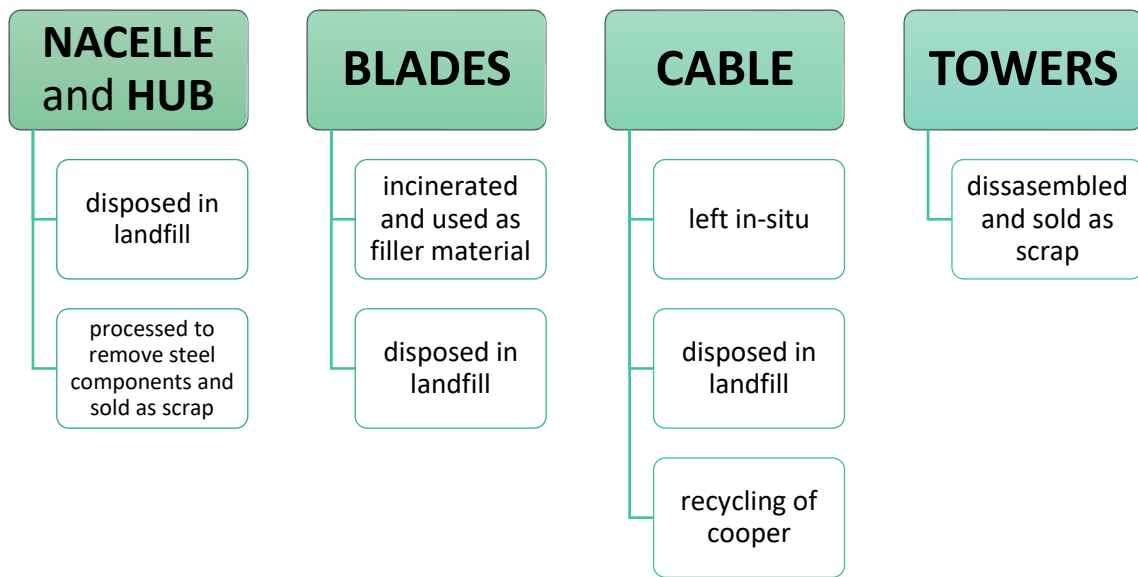 NACELLE
and HUB
disposed in
landfill
processed to
remove steel
components and
sold as scrap
BLADES
incinerated
and used as
filler material
disposed in
landfill
CABLE
left in-situ
disposed in
landfill
recycling of
cooper
TOWERS
dissasembled
and sold as
scrap